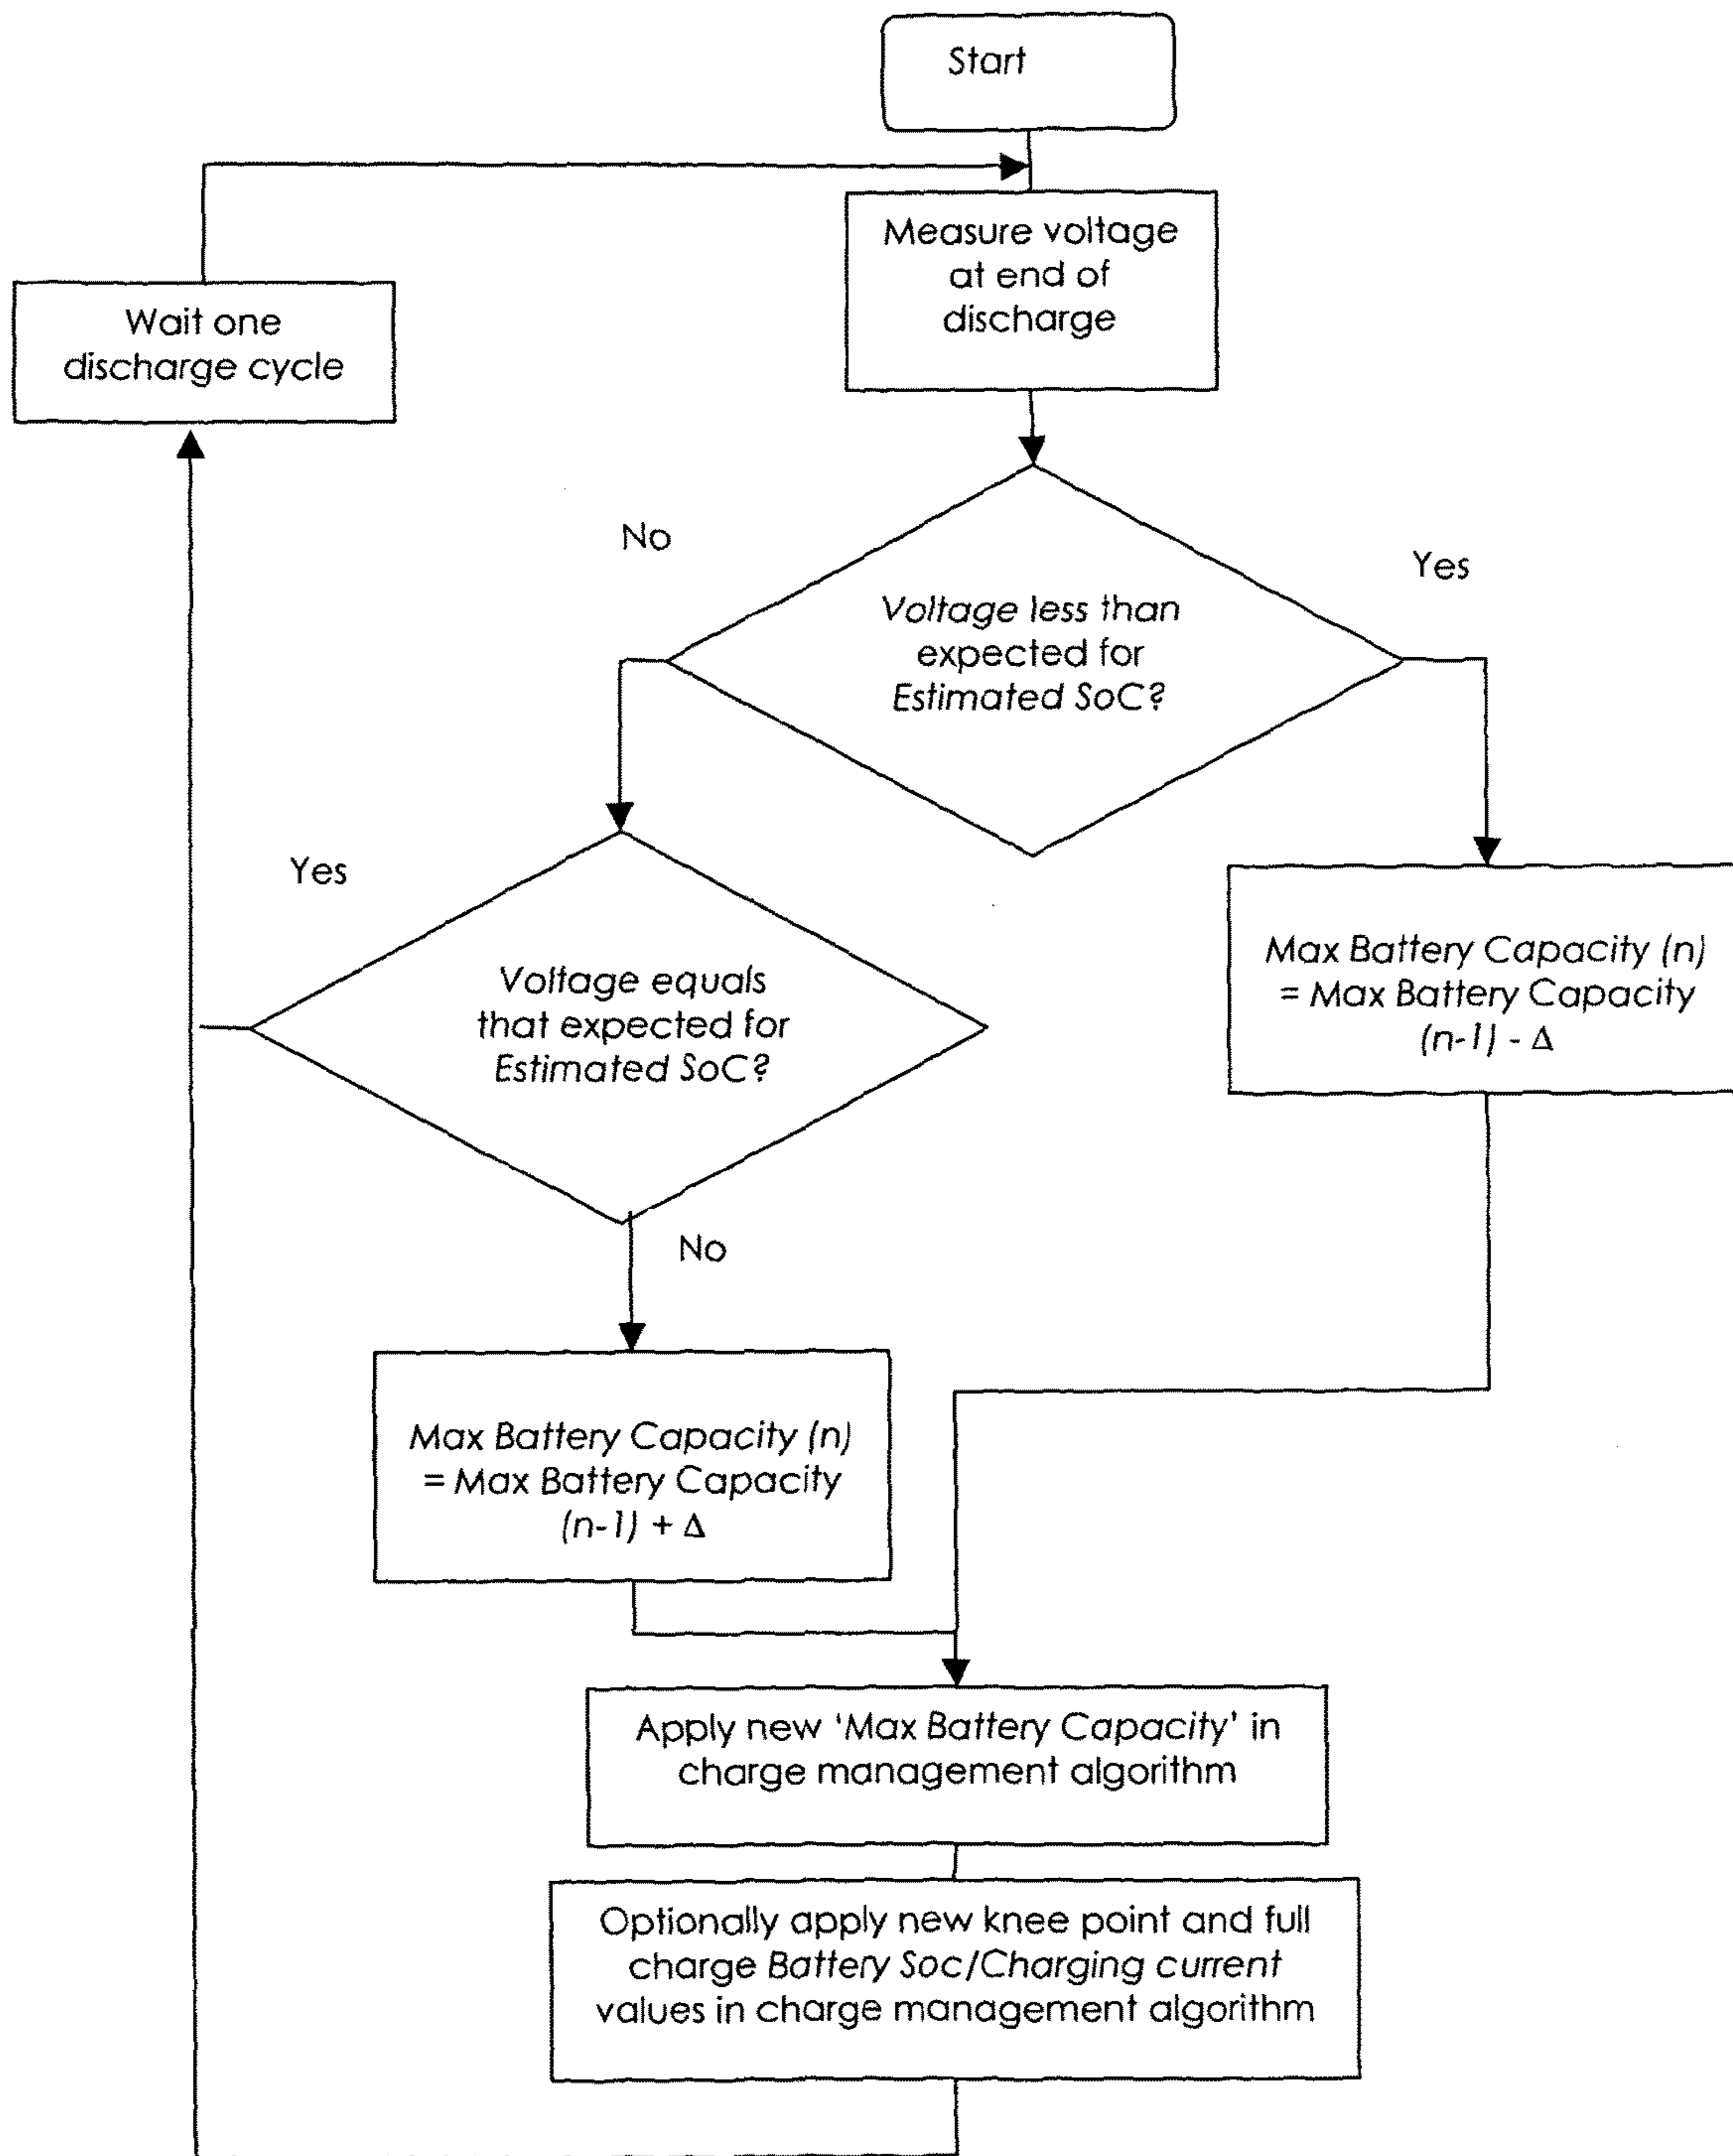 Start
Measure voltage
at end of
discharge
Wait one
discharge cycle
No
Yes
Voltage less than
expected for
Estimated SoC?
Yes
Voltage equals
that expected for
Estimated SoC?
Max Battery Capacity (n)
= Max Battery Capacity
(n-1) - Δ
No
Max Battery Capacity (n)
= Max Battery Capacity
(n-1) + Δ
Apply new 'Max Battery Capacity' in
charge management algorithm
Optionally apply new knee point and full
charge Battery Soc/Charging current
values in charge management algorithm